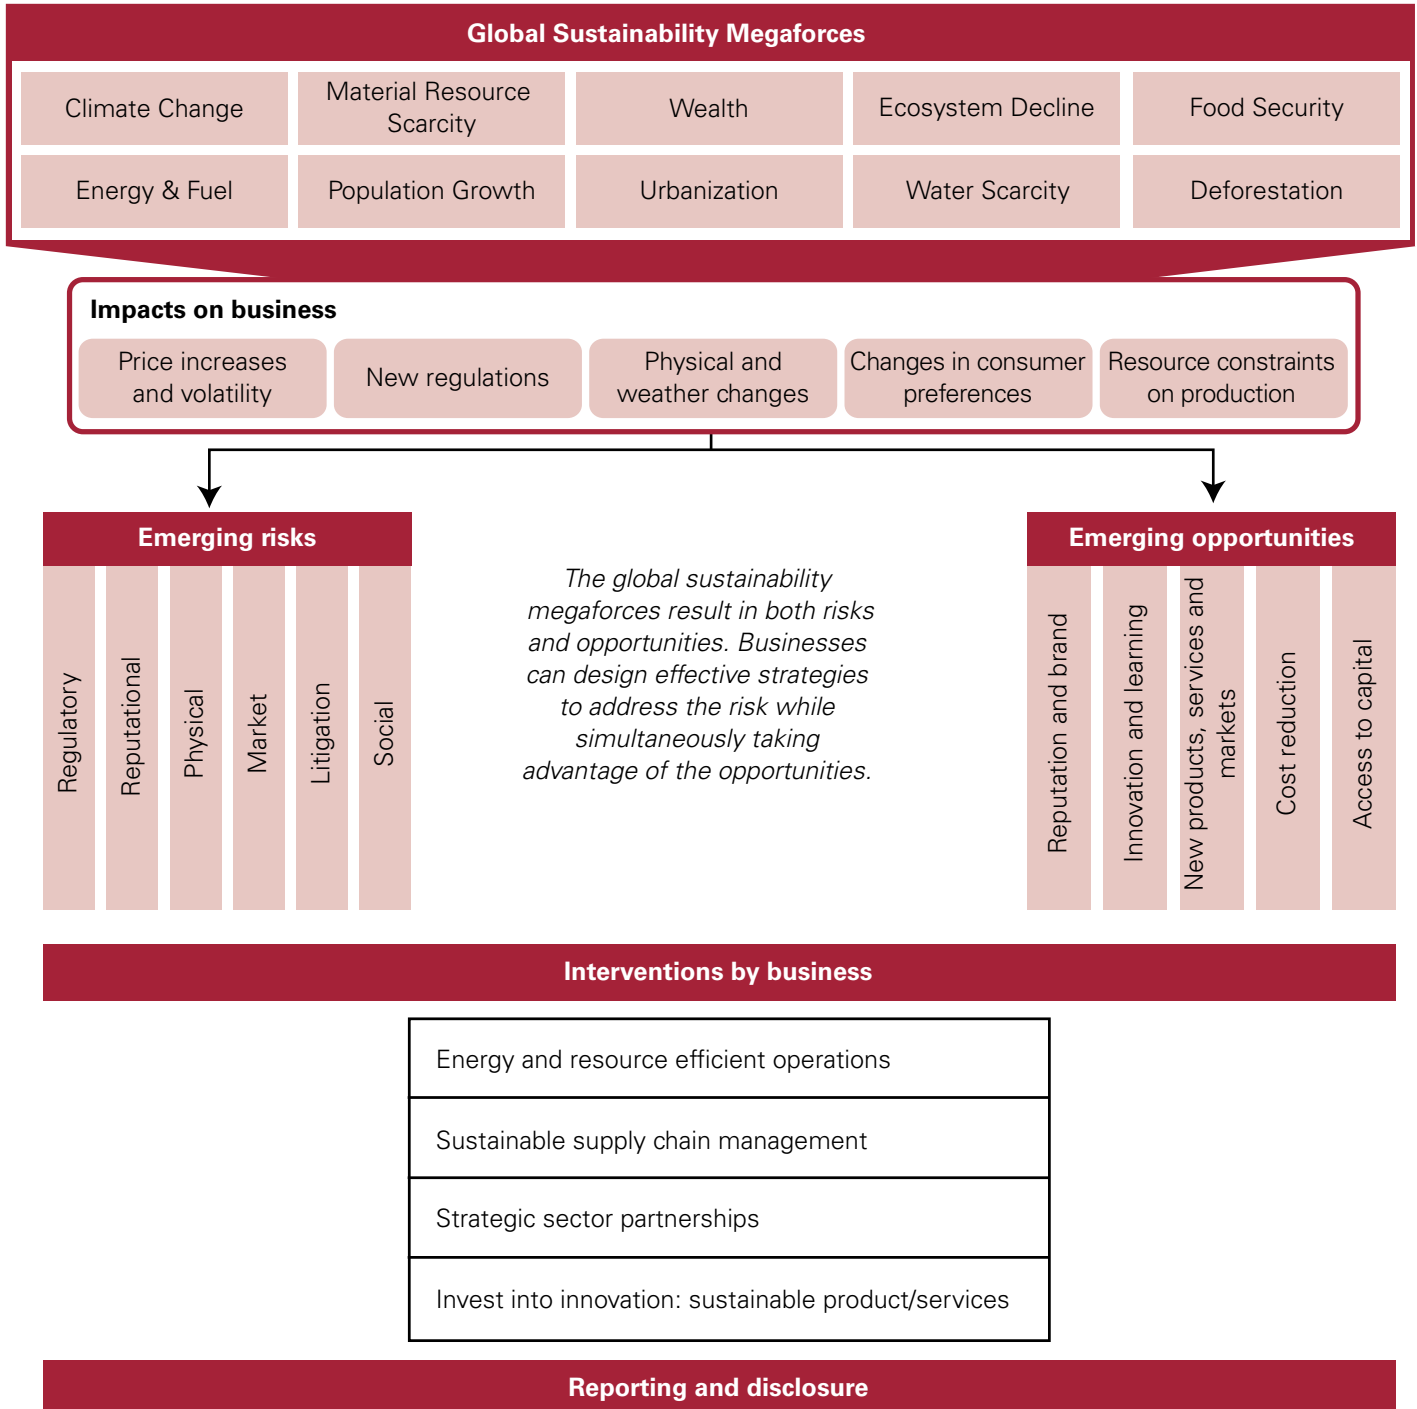 Global Sustainability Megaforces
Climate Change
Material Resource
Scarcity
Wealth
Ecosystem Decline
Food Security
Energy & Fuel
Population Growth
Urbanization
Water Scarcity
Deforestation
Impacts on business
Price increases
and volatility
New regulations
Physical and
weather changes
Changes in consumer
preferences
Resource constraints
on production
Emerging risks
Regulatory
Reputational
Physical
Market
Litigation
Social
The global sustainability
megaforces result in both risks
and opportunities. Businesses
can design effective strategies
to address the risk while
simultaneously taking
advantage of the opportunities.
Emerging opportunities
Reputation and brand
Innovation and learning
New products, services and
markets
Cost reduction
Access to capital
Interventions by business
Energy and resource efficient operations
Sustainable supply chain management
Strategic sector partnerships
Invest into innovation: sustainable product/services
Reporting and disclosure